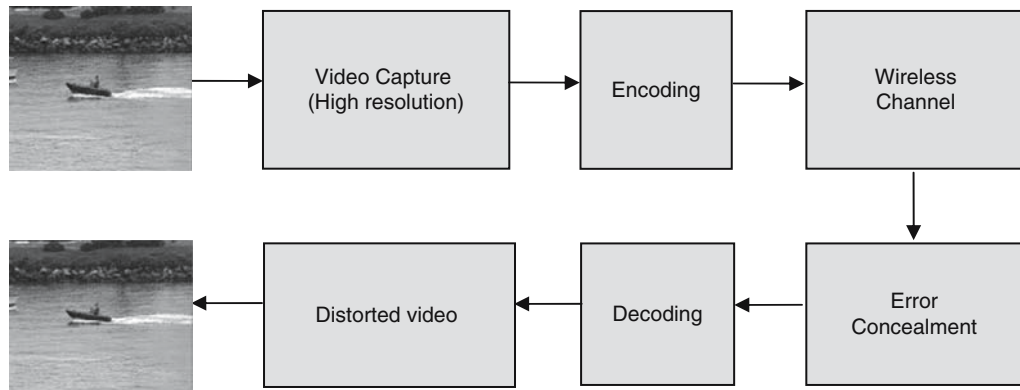 Video Capture
(High resolution)
Encoding
Wireless
Channel
Error
Concealment
Decoding
Distorted video